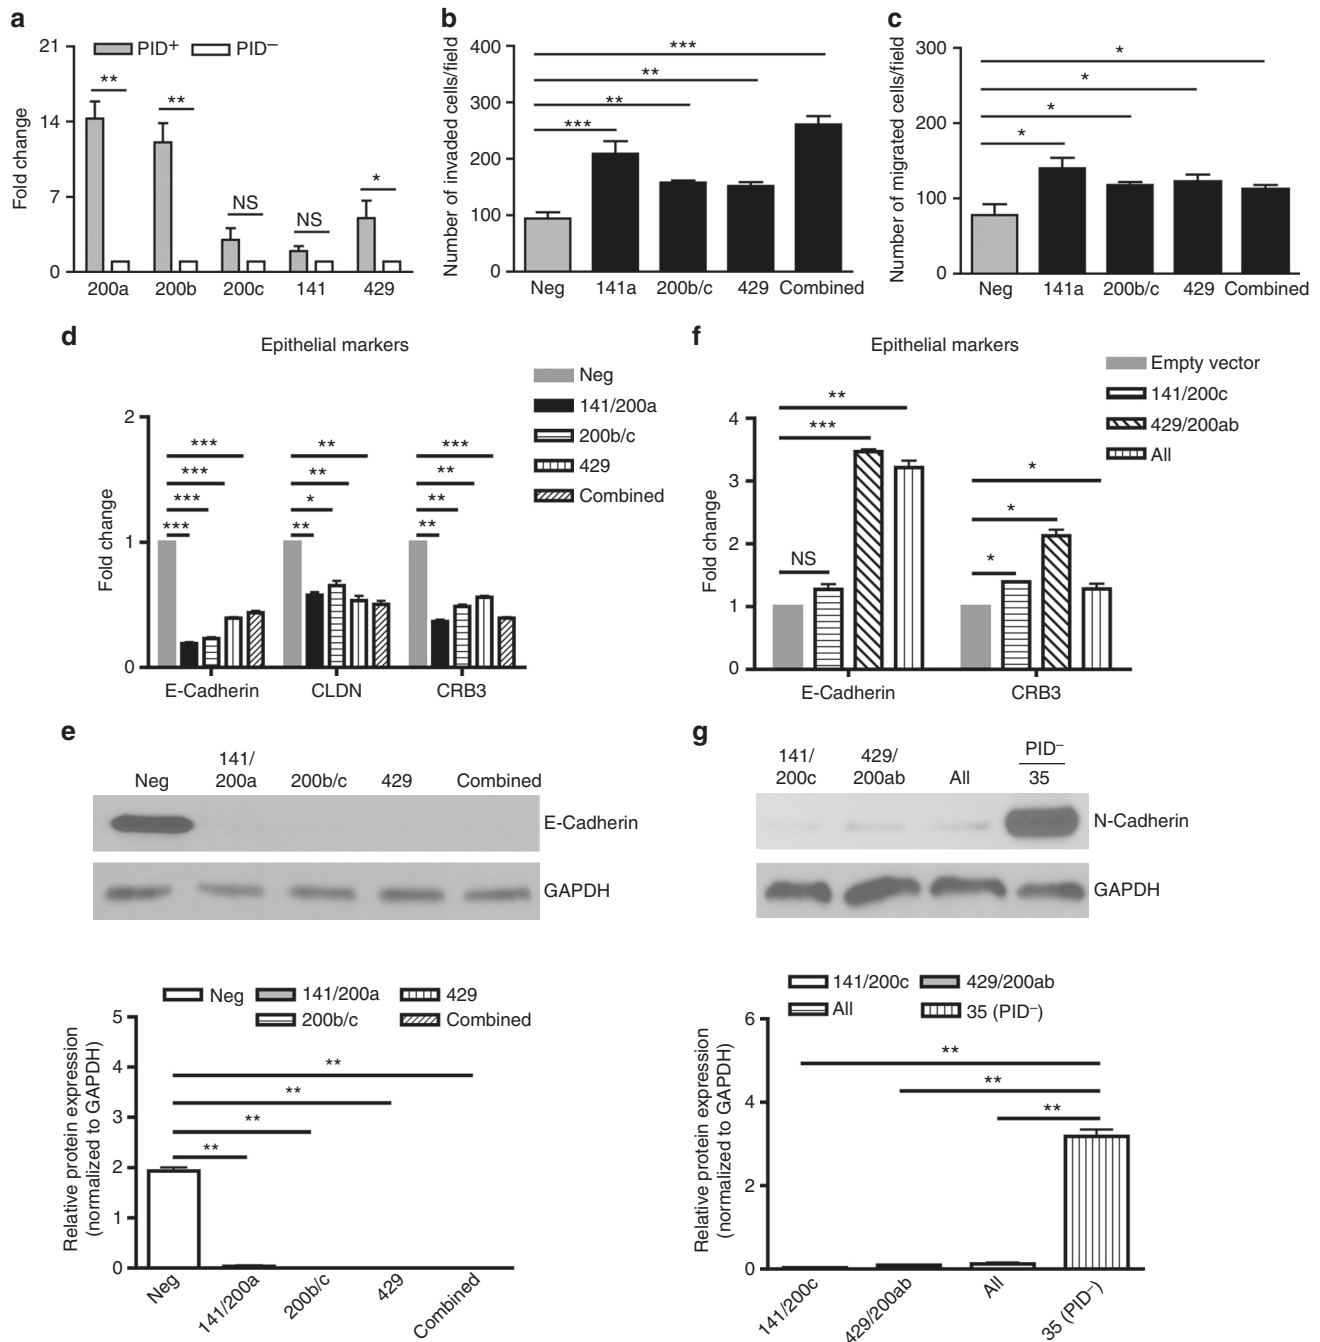 a
PID+ PID−
Fold change
21
14
7
0
** ** NS NS *
200a 200b 200c 141 429
b
Number of invaded cells/field
400
300
200
100
0
***
**
**
***
Neg 141a 200b/c 429 Combined
c
Number of migrated cells/field
300
200
100
0
*
*
*
*
Neg 141a 200b/c 429 Combined
d
Epithelial markers
Neg
141/200a
200b/c
429
Combined
Fold change
2
1
0
*** ** ***
*** ** **
*** * **
*** ** **
E-Cadherin CLDN CRB3
f
Epithelial markers
Empty vector
141/200c
429/200ab
All
Fold change
4
3
2
1
0
**
***
NS
*
*
*
E-Cadherin CRB3
e
Neg 141/200a 200b/c 429 Combined
E-Cadherin
GAPDH
Neg 141/200a 429
200b/c Combined
Relative protein expression
(normalized to GAPDH)
5
4
3
2
1
0
**
**
**
**
Neg 141/200a 200b/c 429 Combined
g
141/200c 429/200ab All PID− 35
N-Cadherin
GAPDH
141/200c 429/200ab
All 35 (PID−)
Relative protein expression
(normalized to GAPDH)
6
4
2
0
**
**
**
141/200c 429/200ab All 35 (PID−)